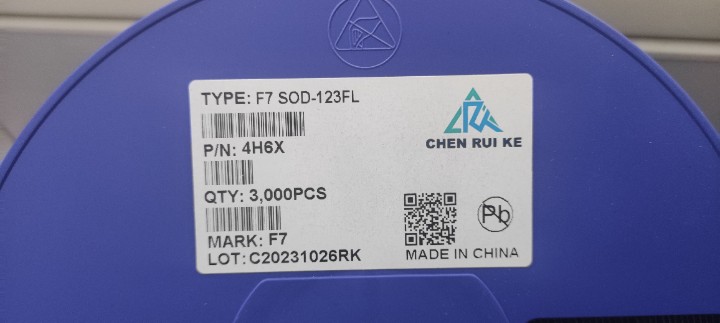 TYPE: F7 SOD-123FL
P/N: 4H6X
QTY: 3,000PCS
MARK: F7
LOT: C20231026RK
CRK
CHEN RUI KE
Pb
MADE IN CHINA